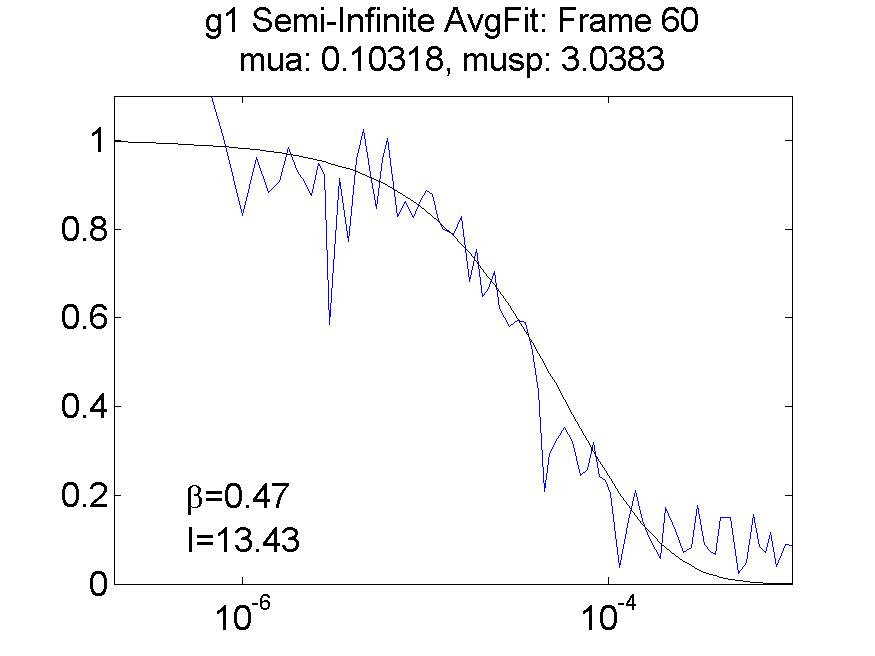 g1 Semi-Infinite AvgFit: Frame 60
mua: 0.10318, musp: 3.0383
1
0.8
0.6
0.4
0.2
0
β=0.47
I=13.43
10^-6
10^-4